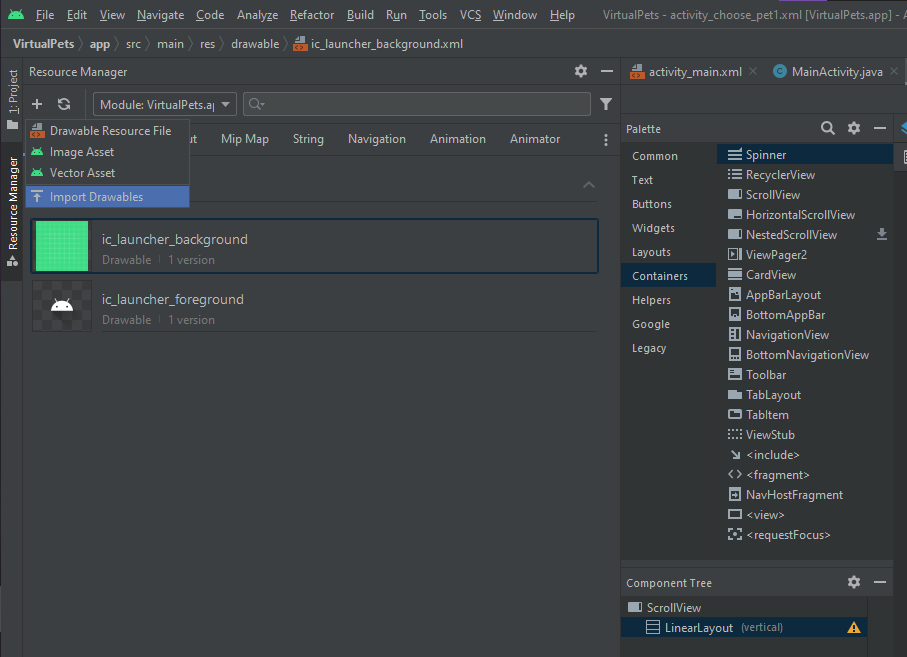 File Edit View Navigate Code Analyze Refactor Build Run Tools VCS Window Help VirtualPets - activity_choose_pet1.xml [VirtualPets.app] - A
VirtualPets app src main res drawable ic_launcher_background.xml
1: Project
Resource Manager
Resource Manager
Module: VirtualPets.ap
Drawable Resource File
Image Asset
Vector Asset
Import Drawables
ut Mip Map String Navigation Animation Animator
ic_launcher_background
Drawable 1 version
ic_launcher_foreground
Drawable 1 version
activity_main.xml MainActivity.java
Palette
Common
Text
Buttons
Widgets
Layouts
Containers
Helpers
Google
Legacy
Spinner
RecyclerView
ScrollView
HorizontalScrollView
NestedScrollView
ViewPager2
CardView
AppBarLayout
BottomAppBar
NavigationView
BottomNavigationView
Toolbar
TabLayout
TabItem
ViewStub
<include>
<fragment>
NavHostFragment
<view>
<requestFocus>
Component Tree
ScrollView
LinearLayout (vertical)